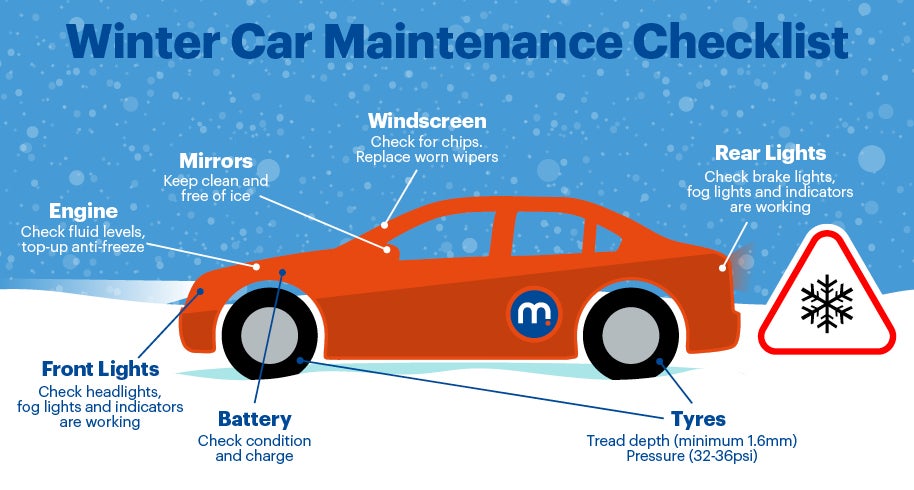 Winter Car Maintenance Checklist
Windscreen
Check for chips.
Replace worn wipers
Mirrors
Keep clean and
free of ice
Rear Lights
Check brake lights,
fog lights and indicators
are working
Engine
Check fluid levels,
top-up anti-freeze
m.
Front Lights
Check headlights,
fog lights and indicators
are working
Battery
Check condition
and charge
Tyres
Tread depth (minimum 1.6mm)
Pressure (32-36psi)